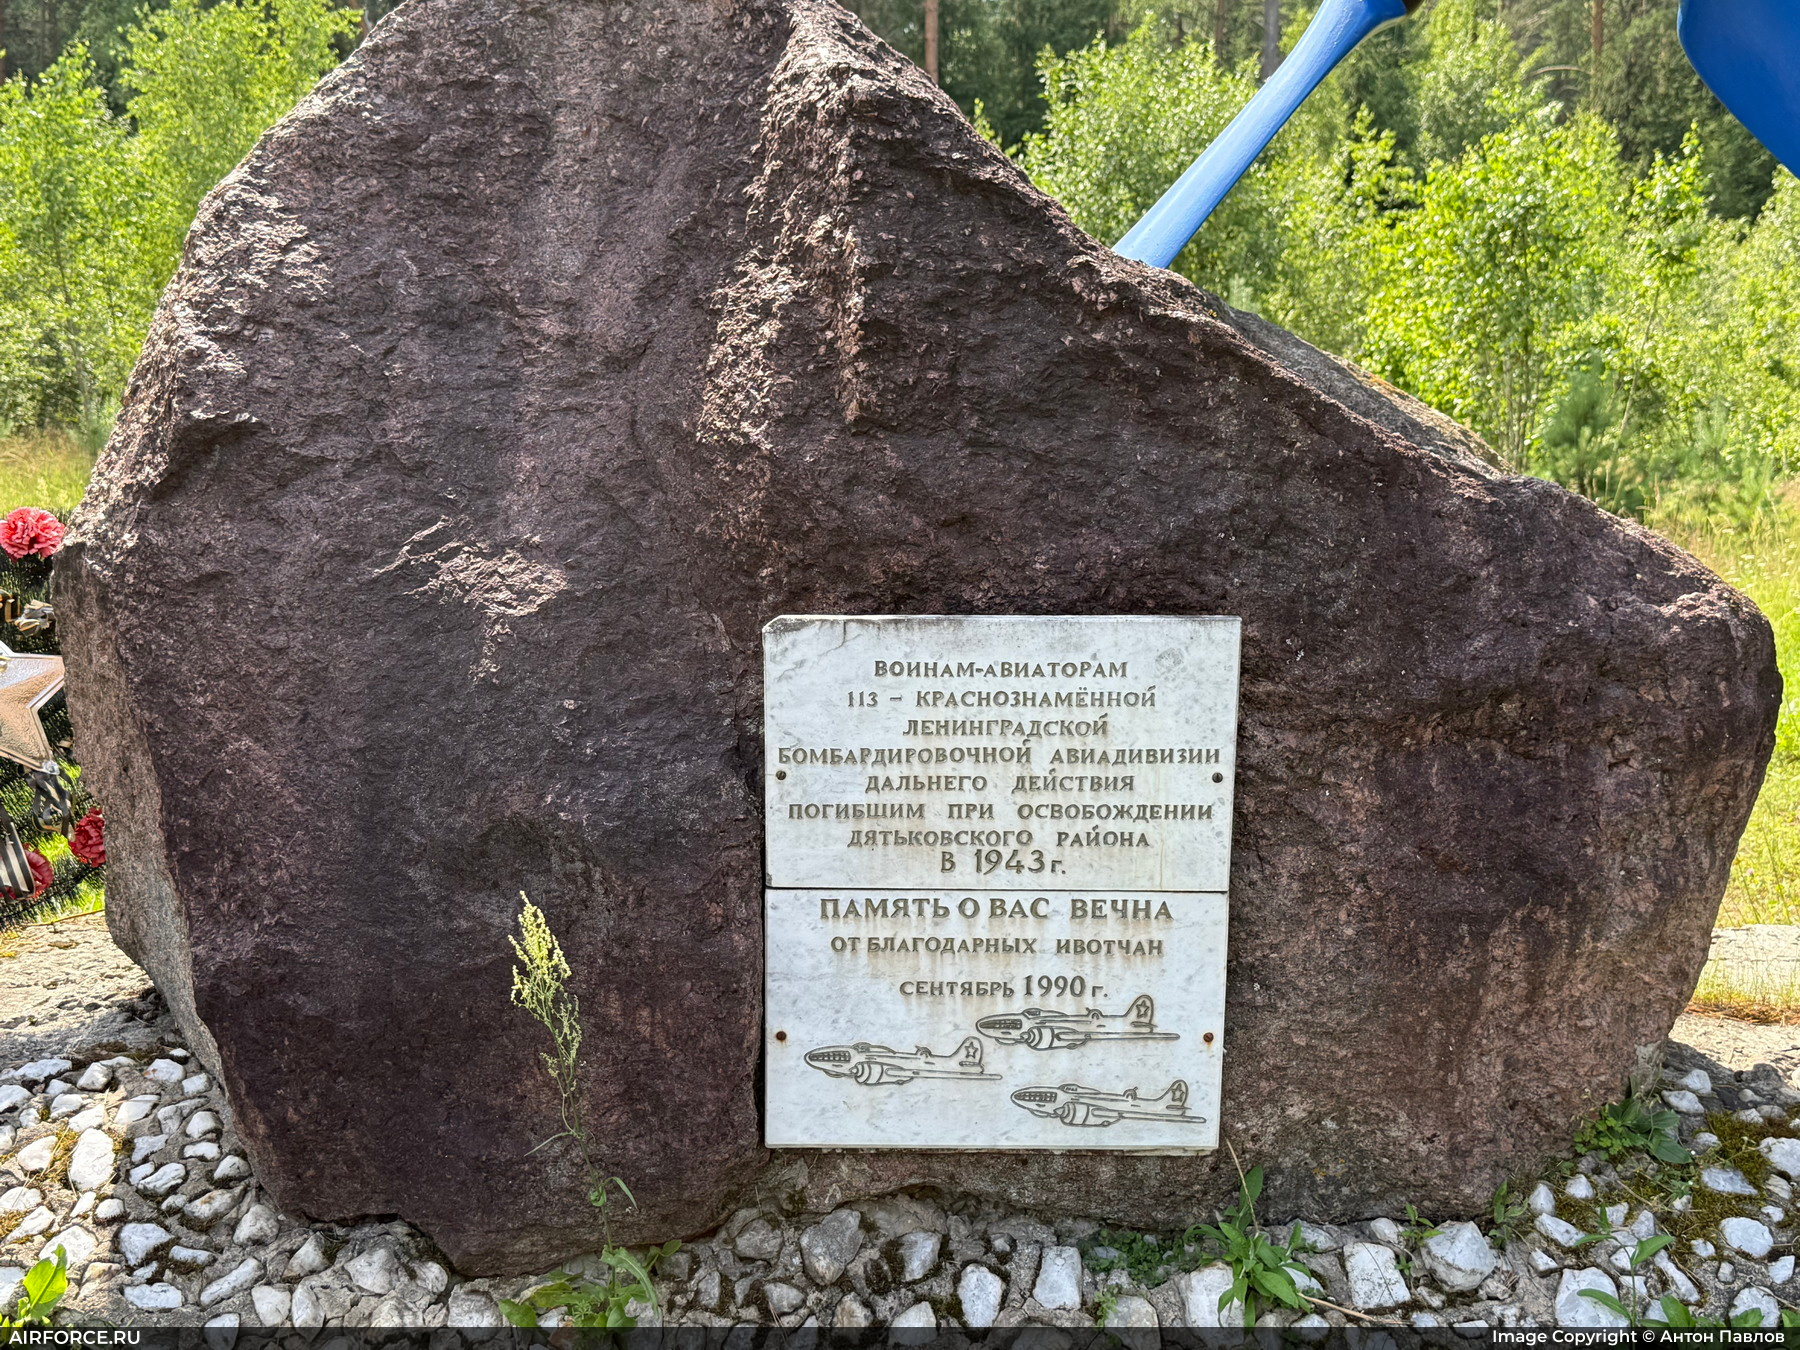 ВОИНАМ-АВИАТОРАМ
113 – КРАСНОЗНАМЁННОЙ
ЛЕНИНГРАДСКОЙ
БОМБАРДИРОВОЧНОЙ АВИАДИВИЗИИ
ДАЛЬНЕГО ДЕЙСТВИЯ
ПОГИБШИМ ПРИ ОСВОБОЖДЕНИИ
ДЯТЬКОВСКОГО РАЙОНА
В 1943 г.
ПАМЯТЬ О ВАС ВЕЧНА
ОТ БЛАГОДАРНЫХ ИВОТЧАН
СЕНТЯБРЬ 1990 г.
AIRFORCE.RU
Image Copyright © Антон Павлов